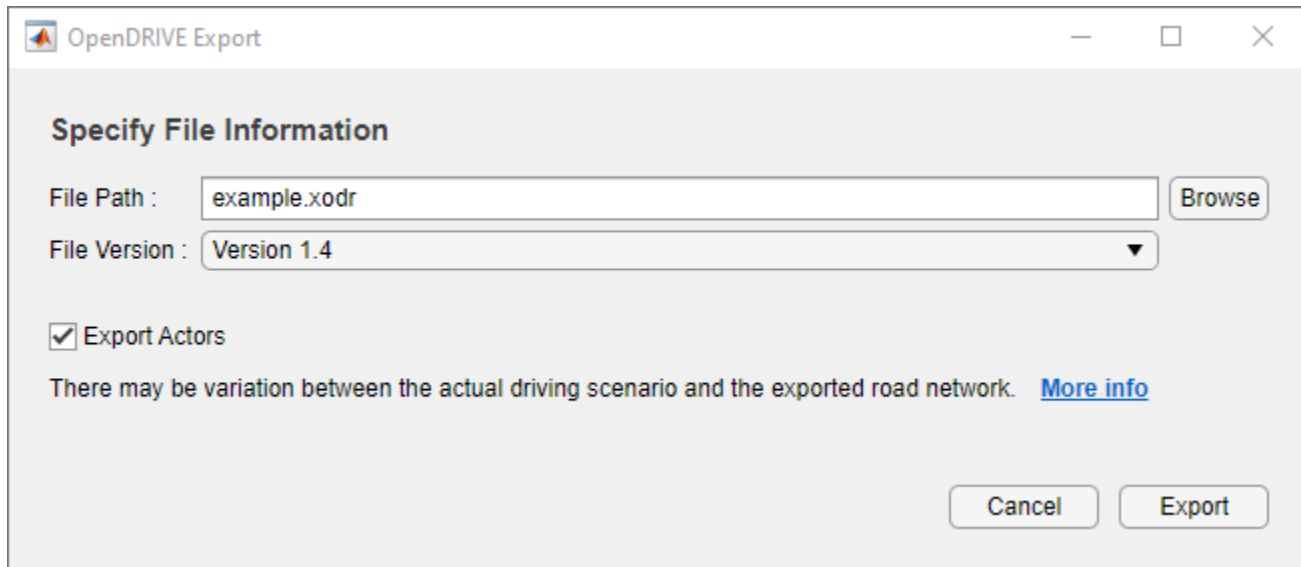 OpenDRIVE Export
Specify File Information
File Path : example.xodr Browse
File Version : Version 1.4
Export Actors
There may be variation between the actual driving scenario and the exported road network. More info
Cancel Export